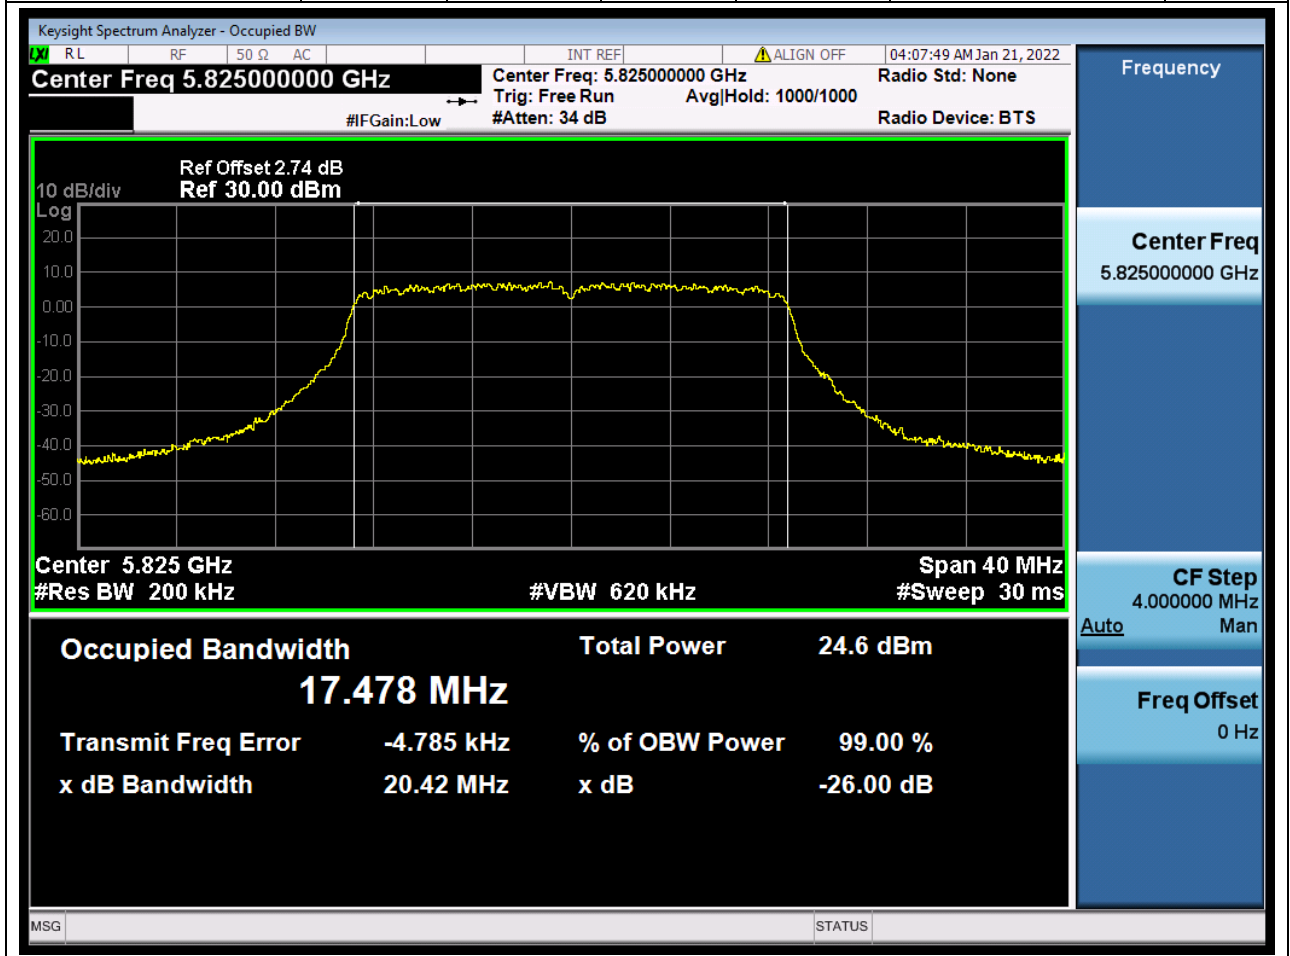 Keysight Spectrum Analyzer - Occupied BW
LXI RL RF 50 Ω AC INT REF ALIGN OFF 04:07:49 AM Jan 21, 2022
Center Freq 5.825000000 GHz
Center Freq: 5.825000000 GHz
Radio Std: None
Trig: Free Run Avg|Hold: 1000/1000
#IFGain:Low
#Atten: 34 dB
Radio Device: BTS
Ref Offset 2.74 dB
10 dB/div Ref 30.00 dBm
Log
20.0
10.0
0.00
-10.0
-20.0
-30.0
-40.0
-50.0
-60.0
Center 5.825 GHz Span 40 MHz
#Res BW 200 kHz #VBW 620 kHz #Sweep 30 ms
Occupied Bandwidth Total Power 24.6 dBm
17.478 MHz
Transmit Freq Error -4.785 kHz % of OBW Power 99.00 %
x dB Bandwidth 20.42 MHz x dB -26.00 dB
MSG STATUS
Frequency
Center Freq
5.825000000 GHz
CF Step
4.000000 MHz
Auto Man
Freq Offset
0 Hz